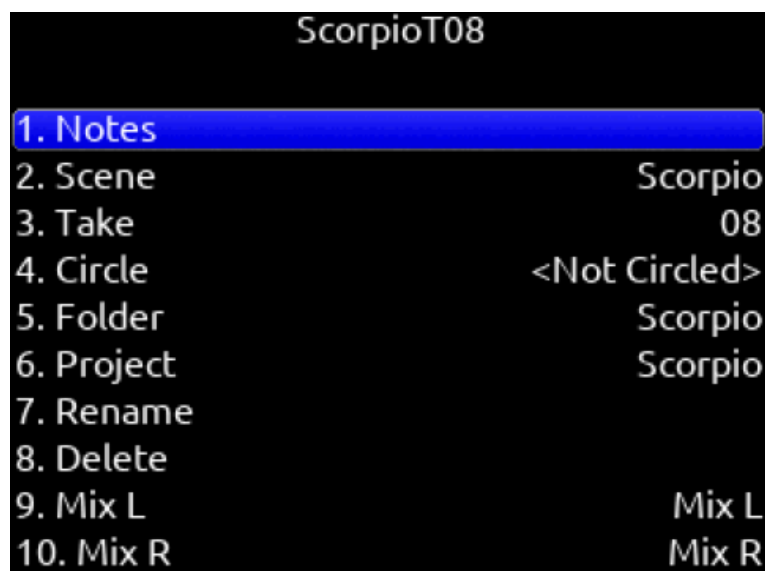 ScorpioT08
1. Notes
2. Scene Scorpio
3. Take 08
4. Circle <Not Circled>
5. Folder Scorpio
6. Project Scorpio
7. Rename
8. Delete
9. Mix L Mix L
10. Mix R Mix R